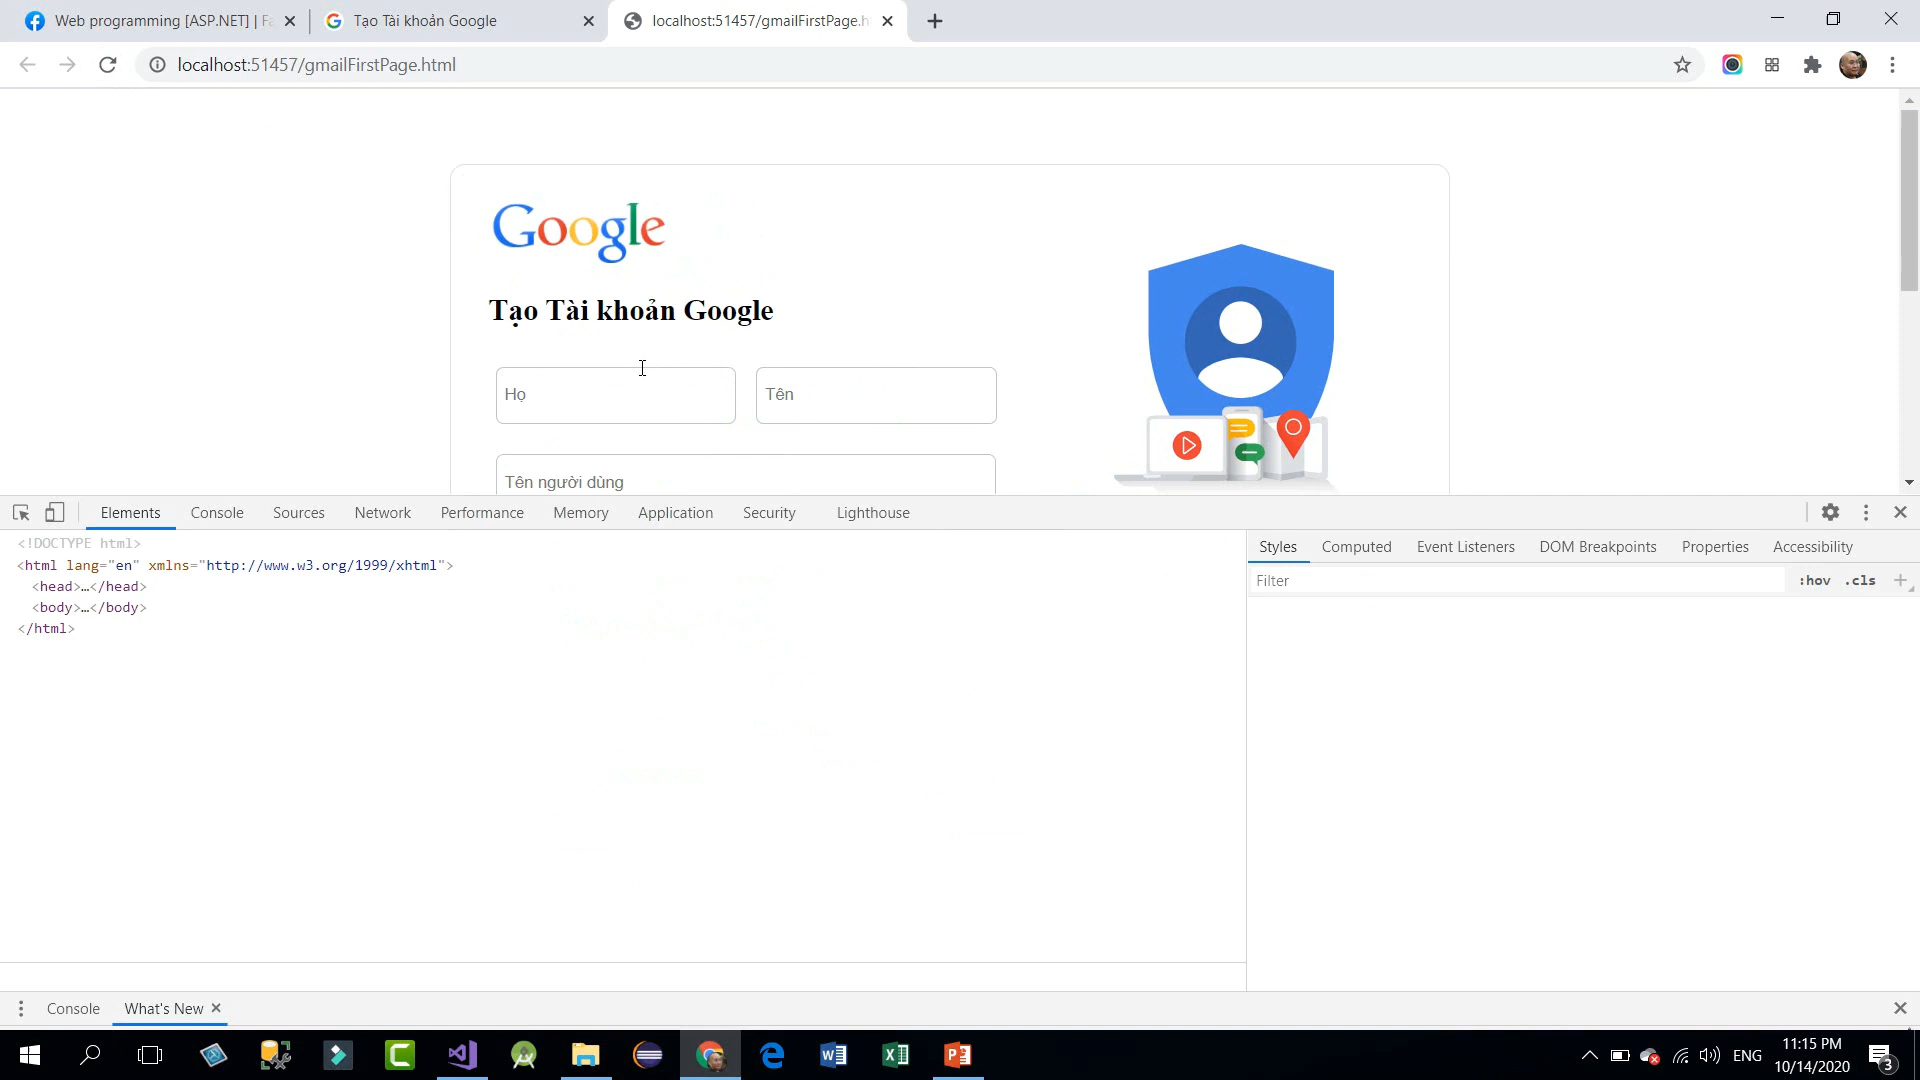 Web programming [ASP.NET] | Fa
Tạo Tài khoản Google
localhost:51457/gmailFirstPage.h
localhost:51457/gmailFirstPage.html
Google
Tạo Tài khoản Google
Họ
Tên
Tên người dùng
Elements
Console
Sources
Network
Performance
Memory
Application
Security
Lighthouse
<!DOCTYPE html>
<html lang="en" xmlns="http://www.w3.org/1999/xhtml">
<head>…</head>
<body>…</body>
</html>
Styles
Computed
Event Listeners
DOM Breakpoints
Properties
Accessibility
Filter
:hov
.cls
Console
What's New
ENG
11:15 PM
10/14/2020
3